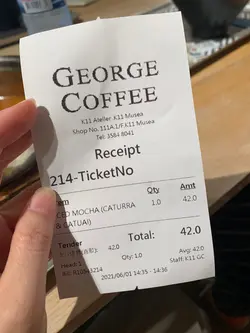 GEORGE
COFFEE
K11 Atelier K11 Musea
Shop No. 111A,1/F,K11 Musea
Tel: 3584 8041
Receipt
214-TicketNo
Qty Amt
MOCHA (CATURRA 1.0 42.0
& CATUAI)
Tender Total: 42.0
42.0
Qty: 1.0 Avg: 42.0
Staff: K11 GC
2021/06/01 14:35 - 14:36